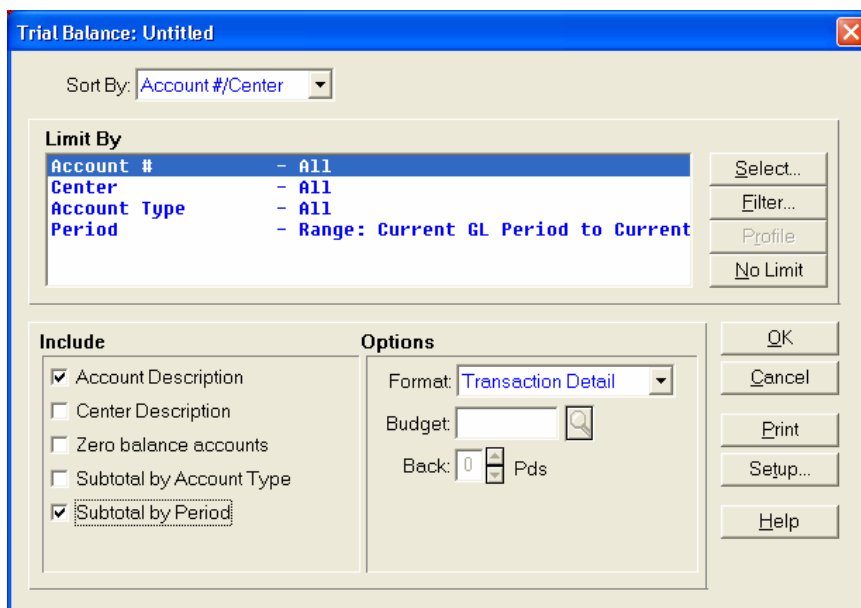 Trial Balance: Untitled
Sort By: Account #/Center
Limit By
Account # - All
Center - All
Account Type - All
Period - Range: Current GL Period to Current
Select...
Filter...
Profile
No Limit
Include
Account Description
Center Description
Zero balance accounts
Subtotal by Account Type
Subtotal by Period
Options
Format: Transaction Detail
Budget:
Back: 0 Pds
OK
Cancel
Print
Setup...
Help